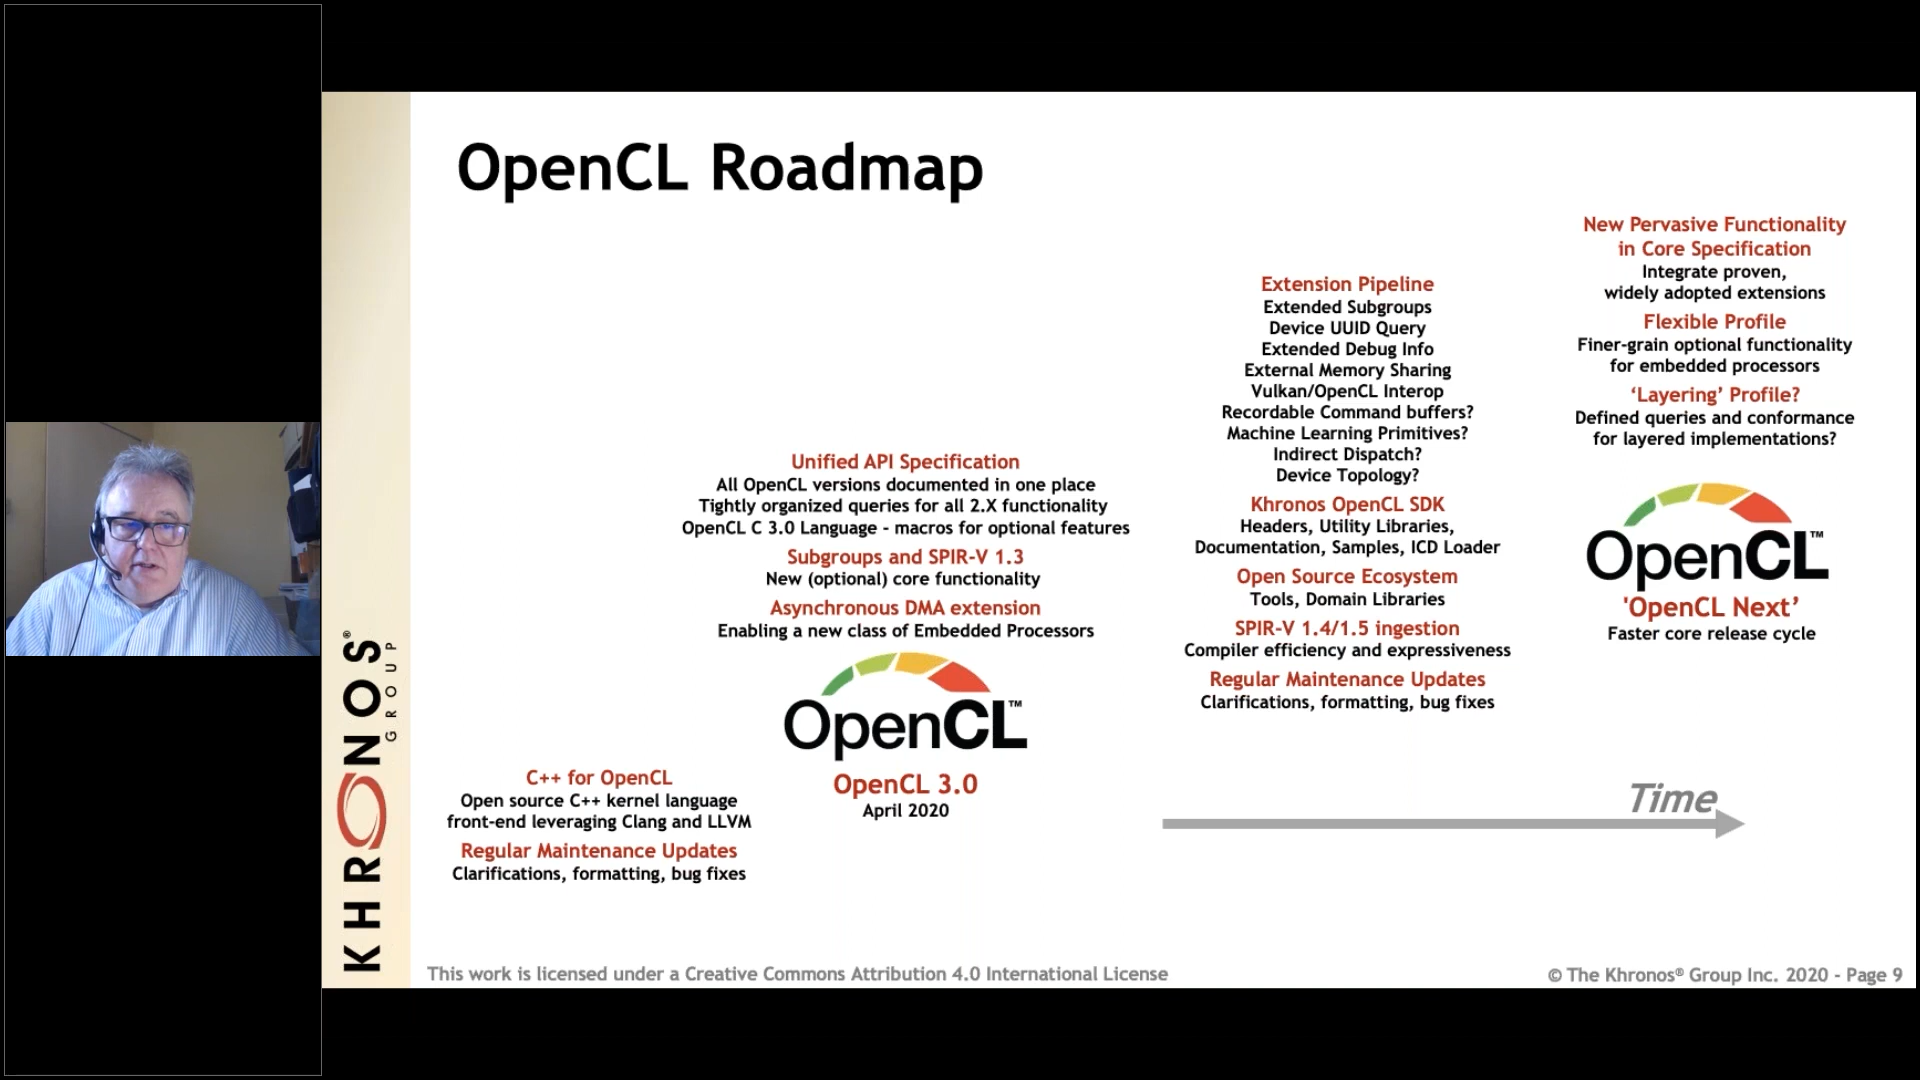 OpenCL Roadmap
New Pervasive Functionality
in Core Specification
Integrate proven,
widely adopted extensions
Flexible Profile
Finer-grain optional functionality
for embedded processors
‘Layering’ Profile?
Defined queries and conformance
for layered implementations?
OpenCL™
'OpenCL Next’
Faster core release cycle
Extension Pipeline
Extended Subgroups
Device UUID Query
Extended Debug Info
External Memory Sharing
Vulkan/OpenCL Interop
Recordable Command buffers?
Machine Learning Primitives?
Indirect Dispatch?
Device Topology?
Khronos OpenCL SDK
Headers, Utility Libraries,
Documentation, Samples, ICD Loader
Open Source Ecosystem
Tools, Domain Libraries
SPIR-V 1.4/1.5 ingestion
Compiler efficiency and expressiveness
Regular Maintenance Updates
Clarifications, formatting, bug fixes
Unified API Specification
All OpenCL versions documented in one place
Tightly organized queries for all 2.X functionality
OpenCL C 3.0 Language - macros for optional features
Subgroups and SPIR-V 1.3
New (optional) core functionality
Asynchronous DMA extension
Enabling a new class of Embedded Processors
OpenCL™
OpenCL 3.0
April 2020
C++ for OpenCL
Open source C++ kernel language
front-end leveraging Clang and LLVM
Regular Maintenance Updates
Clarifications, formatting, bug fixes
Time
KHRONOS®
GROUP
This work is licensed under a Creative Commons Attribution 4.0 International License
© The Khronos® Group Inc. 2020 - Page 9